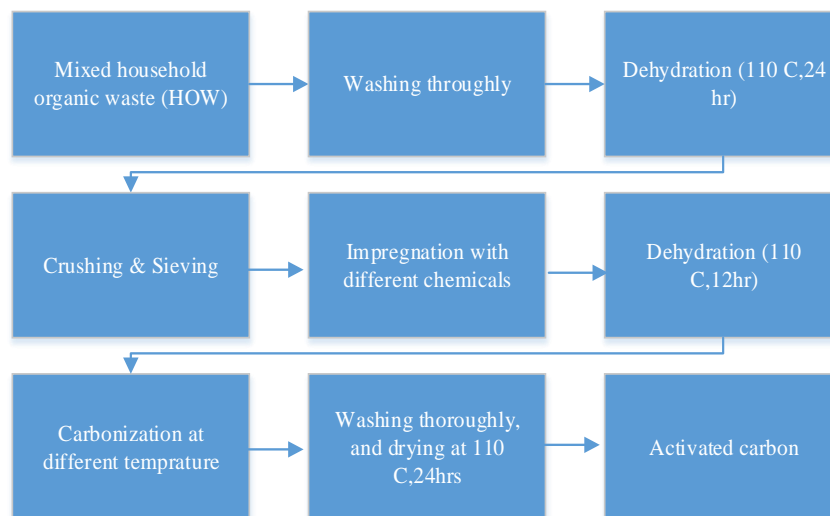 Mixed household
organic waste (HOW)
Washing throughly
Dehydration (110 C,24
hr)
Crushing & Sieving
Impregnation with
different chemicals
Dehydration (110
C,12hr)
Carbonization at
different temprature
Washing thoroughly,
and drying at 110
C,24hrs
Activated carbon